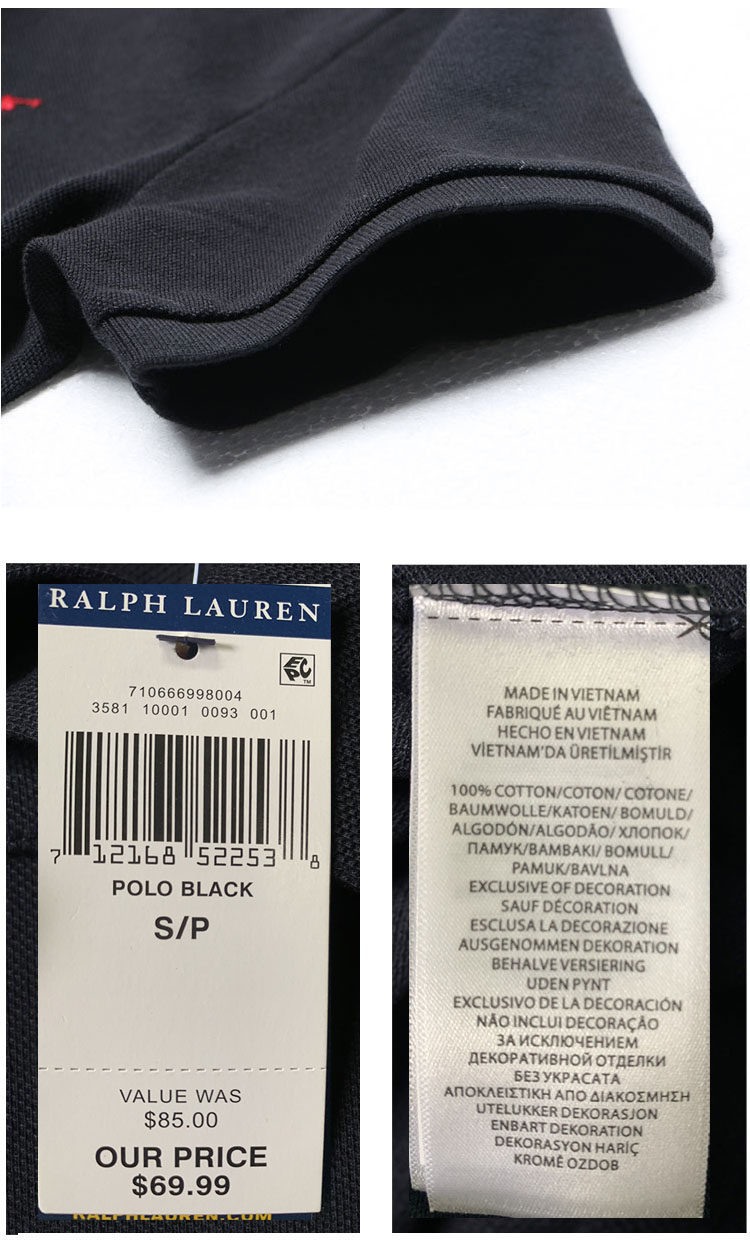 RALPH LAUREN
EPC
TM
710666998004
3581 10001 0093 001
7 12168 52253 8
POLO BLACK
S/P
VALUE WAS
$85.00
OUR PRICE
$69.99
RALPHLAUREN.COM
MADE IN VIETNAM
FABRIQUÉ AU VIÊTNAM
HECHO EN VIETNAM
VİETNAM'DA ÜRETİLMİŞTİR
100% COTTON/COTON/ COTONE/
BAUMWOLLE/KATOEN/ BOMULD/
ALGODÓN/ALGODÃO/ ХЛОПОК/
ПАМУК/ΒΑΜΒΑΚΙ/ BOMULL/
PAMUK/BAVLNA
EXCLUSIVE OF DECORATION
SAUF DÉCORATION
ESCLUSA LA DECORAZIONE
AUSGENOMMEN DEKORATION
BEHALVE VERSIERING
UDEN PYNT
EXCLUSIVO DE LA DECORACIÓN
NÃO INCLUI DECORAÇÃO
ЗА ИСКЛЮЧЕНИЕМ
ДЕКОРАТИВНОЙ ОТДЕЛКИ
БЕЗ УКРАСАТА
ΑΠΟΚΛΕΙΣΤΙΚΗ ΑΠΟ ΔΙΑΚΟΣΜΗΣΗ
UTELUKKER DEKORASJON
ENBART DEKORATION
DEKORASYON HARİÇ
KROMĚ OZDOB